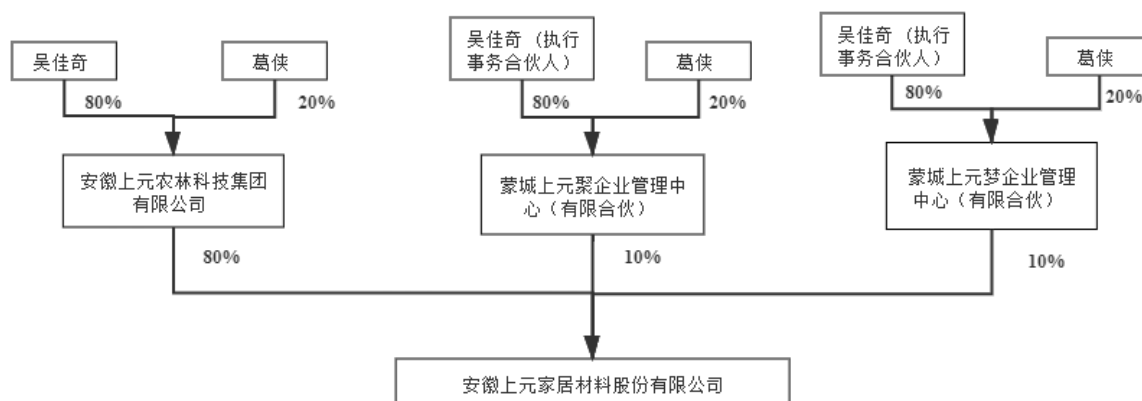 吴佳奇
葛侠
吴佳奇（执行
事务合伙人）
葛侠
吴佳奇（执行
事务合伙人）
葛侠
80%
20%
80%
20%
80%
20%
安徽上元农林科技集团
有限公司
蒙城上元聚企业管理中
心（有限合伙）
蒙城上元梦企业管理
中心（有限合伙）
80%
10%
10%
安徽上元家居材料股份有限公司